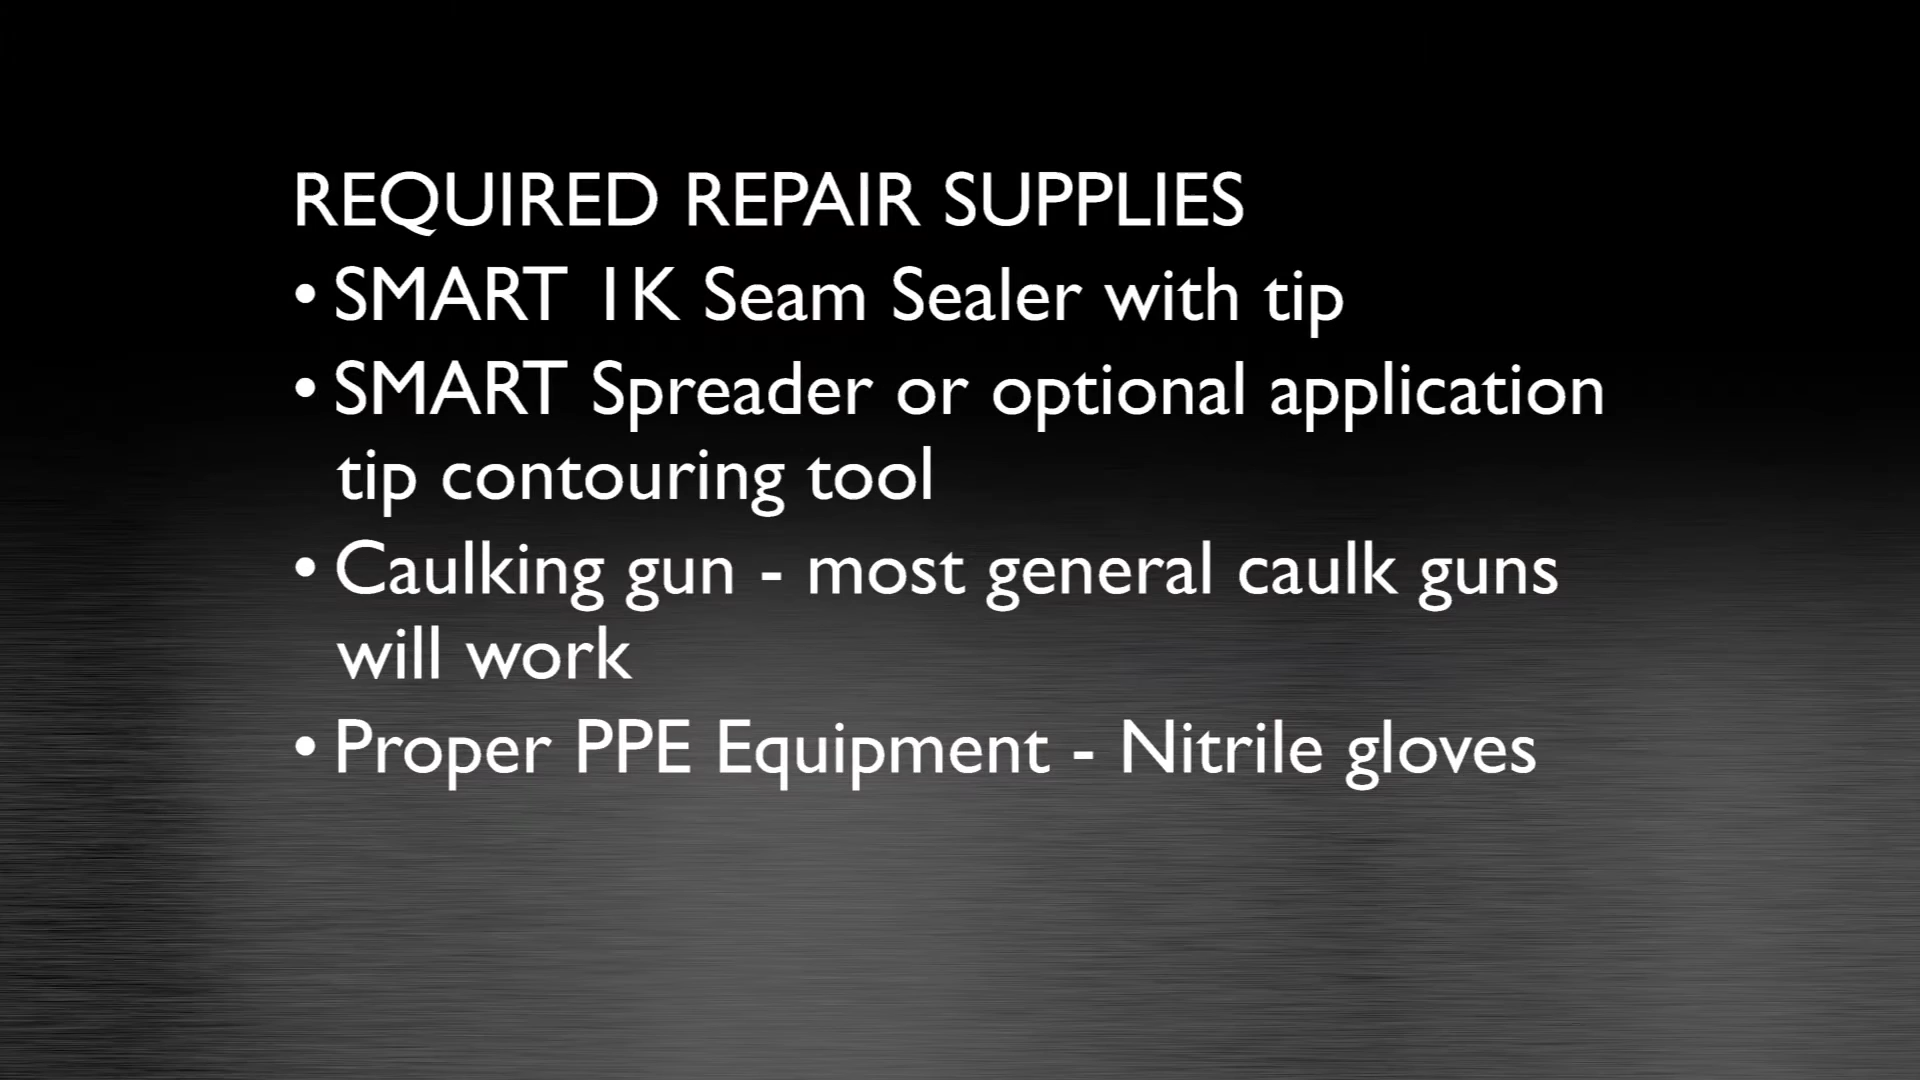 REQUIRED REPAIR SUPPLIES
• SMART 1K Seam Sealer with tip
• SMART Spreader or optional application
tip contouring tool
• Caulking gun - most general caulk guns
will work
• Proper PPE Equipment - Nitrile gloves